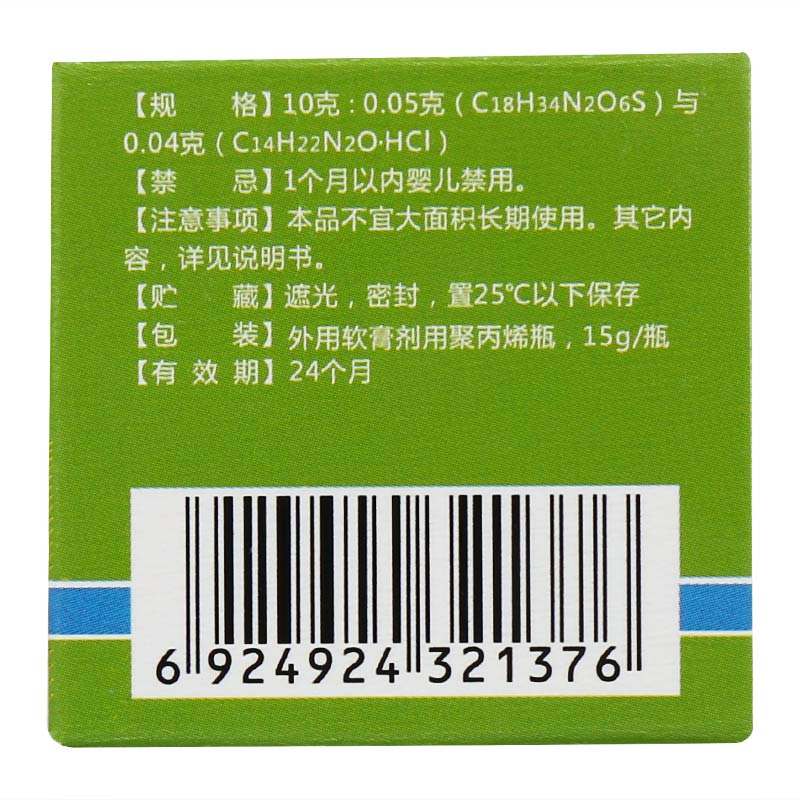 【规 格】10克：0.05克（C18H34N2O6S）与
0.04克（C14H22N2O·HCl）
【禁 忌】1个月以内婴儿禁用。
【注意事项】本品不宜大面积长期使用。其它内
容，详见说明书。
【贮 藏】遮光，密封，置25℃以下保存
【包 装】外用软膏剂用聚丙烯瓶，15g/瓶
【有 效 期】24个月
6 924924 321376